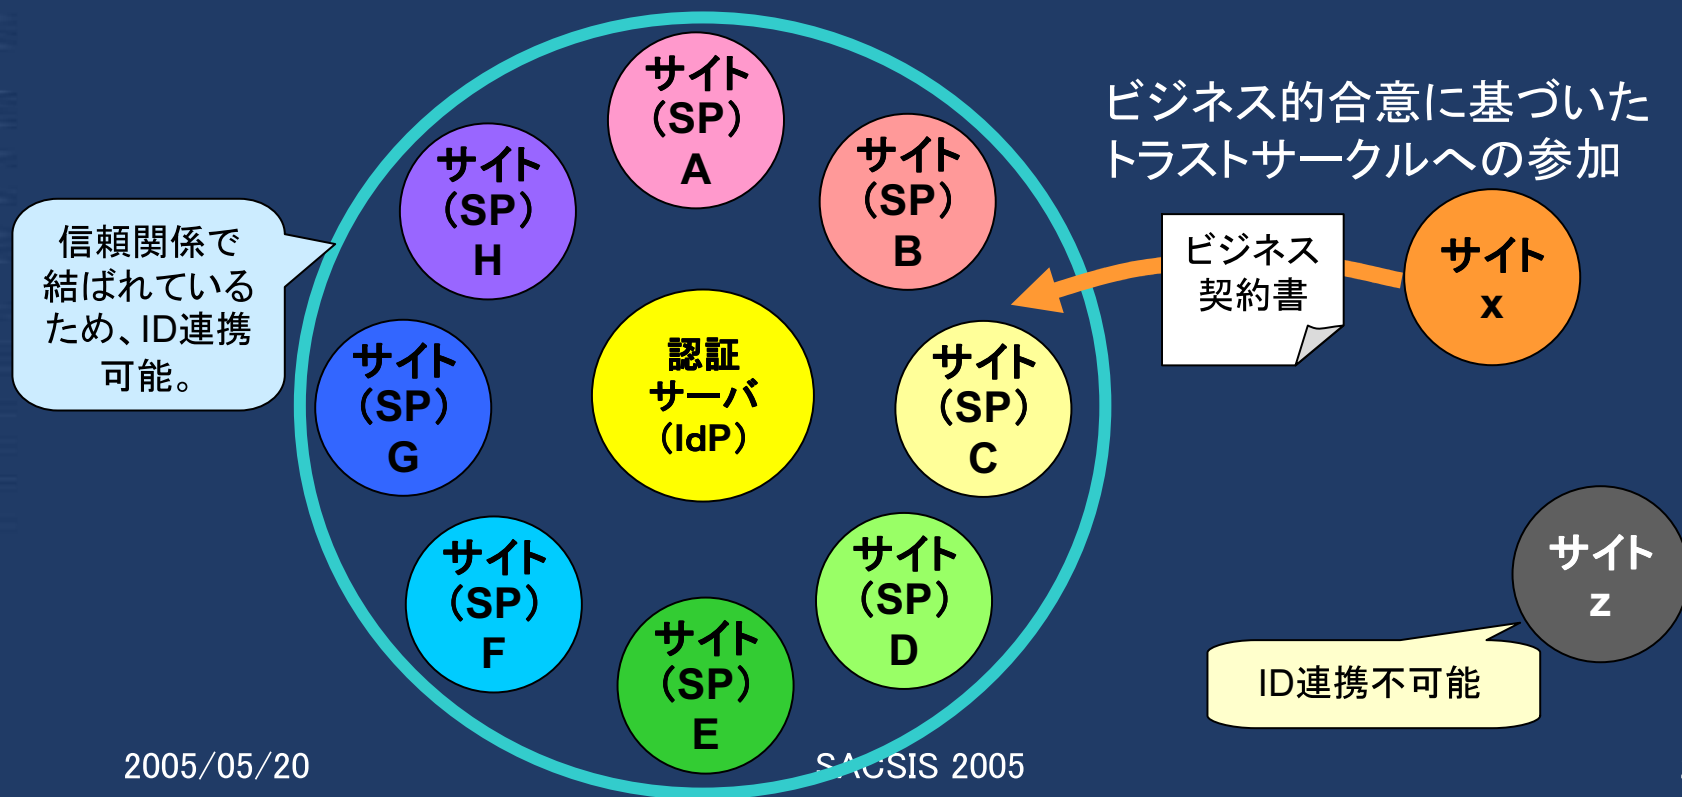 サイト
（SP）
A
サイト
（SP）
H
サイト
（SP）
B
ビジネス的合意に基づいた
トラストサークルへの参加
信頼関係で
結ばれている
ため、ID連携
可能。
ビジネス
契約書
サイト
x
サイト
（SP）
G
認証
サーバ
（IdP）
サイト
（SP）
C
サイト
（SP）
F
サイト
（SP）
E
サイト
（SP）
D
サイト
z
ID連携不可能
2005/05/20
SACSIS 2005